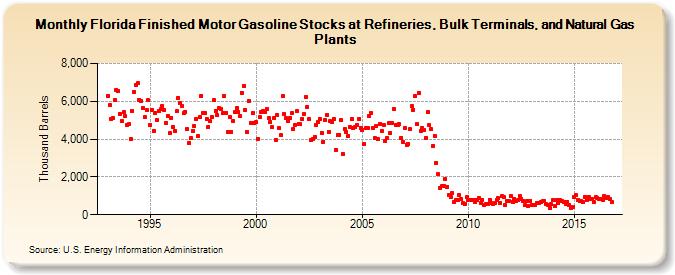 Monthly Florida Finished Motor Gasoline Stocks at Refineries, Bulk Terminals, and Natural Gas
Plants
Thousand Barrels
8,000
6,000
4,000
2,000
0
1995
2000
2005
2010
2015
Source: U.S. Energy Information Administration